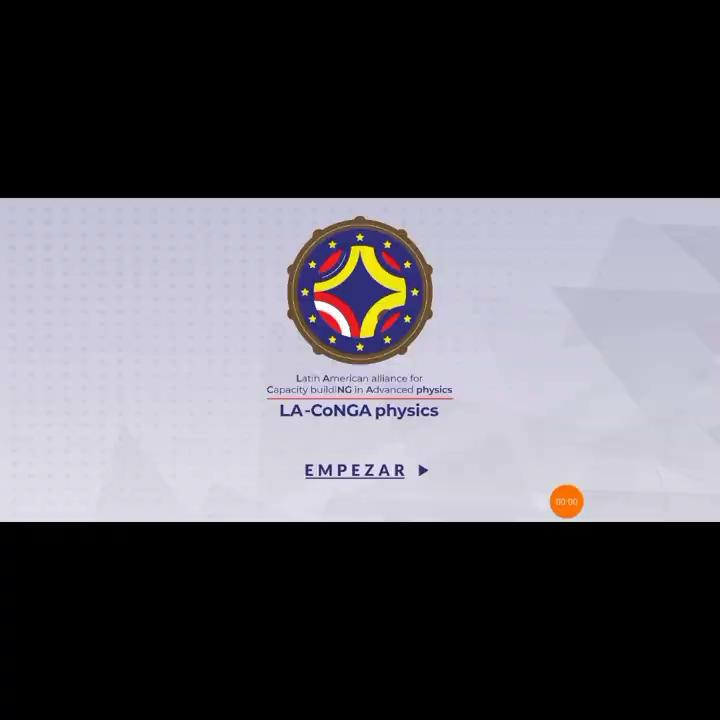 Latin American alliance for
Capacity buildiNG in Advanced physics
LA-CoNGA physics
EMPEZAR
00:00